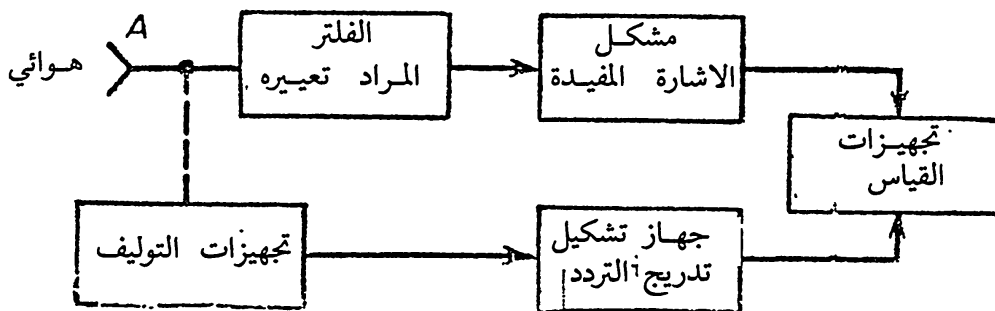 هوائي
A
الفلتر
المراد تعييره
مشكل
الاشارة المفيدة
تجهيزات
القياس
تجهيزات التوليف
جهاز تشكيل
تدريج التردد